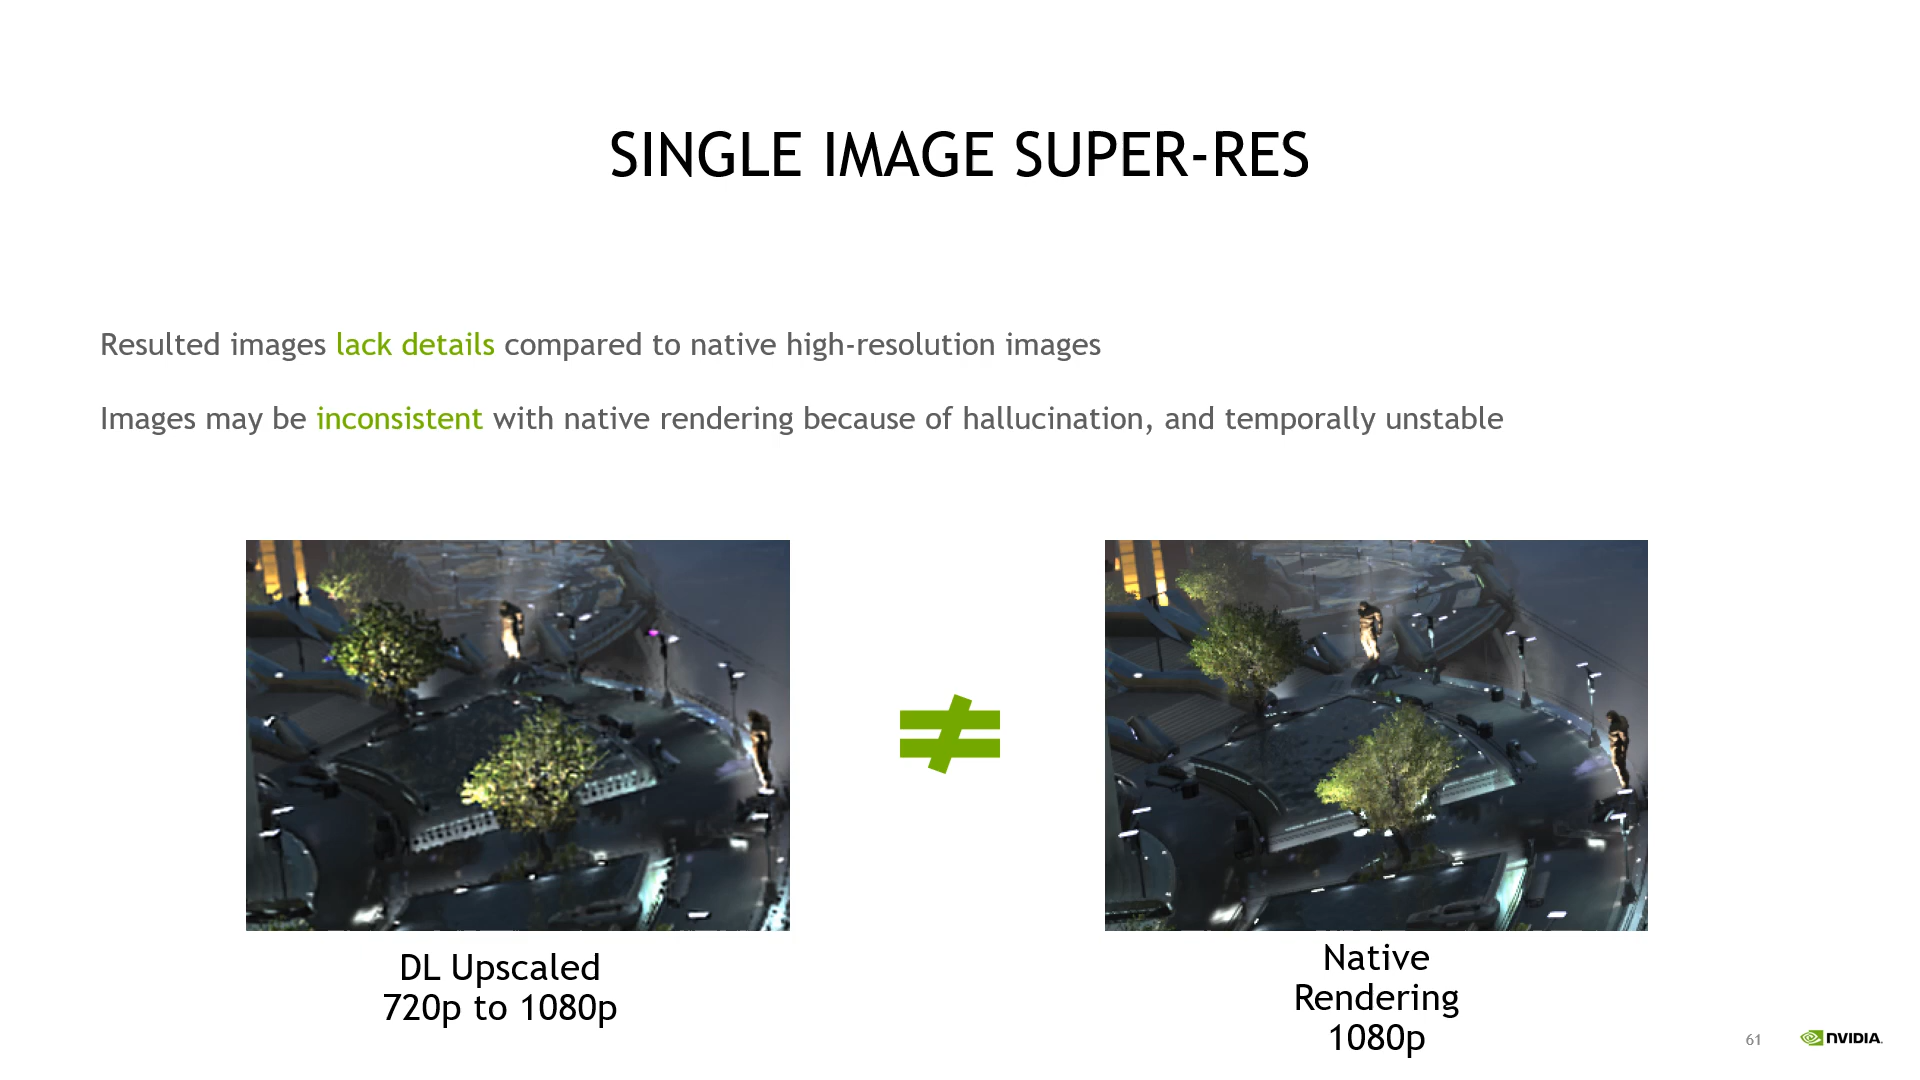 SINGLE IMAGE SUPER-RES
Resulted images lack details compared to native high-resolution images
Images may be inconsistent with native rendering because of hallucination, and temporally unstable
≠
DL Upscaled
720p to 1080p
Native
Rendering
1080p
61
NVIDIA.